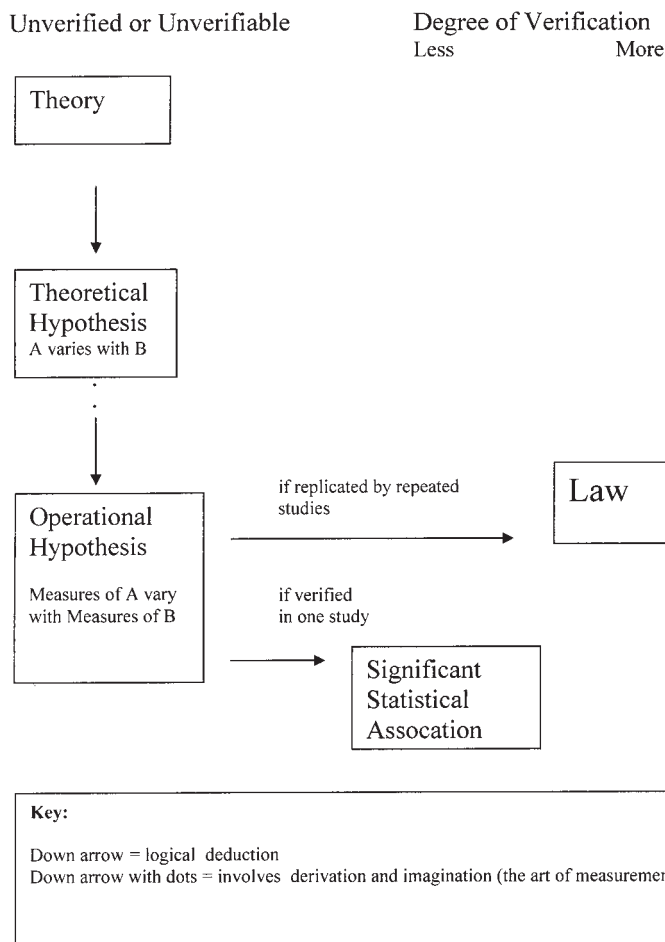 Unverified or Unverifiable
Degree of Verification
Less More
Theory
Theoretical
Hypothesis
A varies with B
Operational
Hypothesis
Measures of A vary
with Measures of B
if replicated by repeated
studies
Law
if verified
in one study
Significant
Statistical
Assocation
Key:
Down arrow = logical deduction
Down arrow with dots = involves derivation and imagination (the art of measuremen